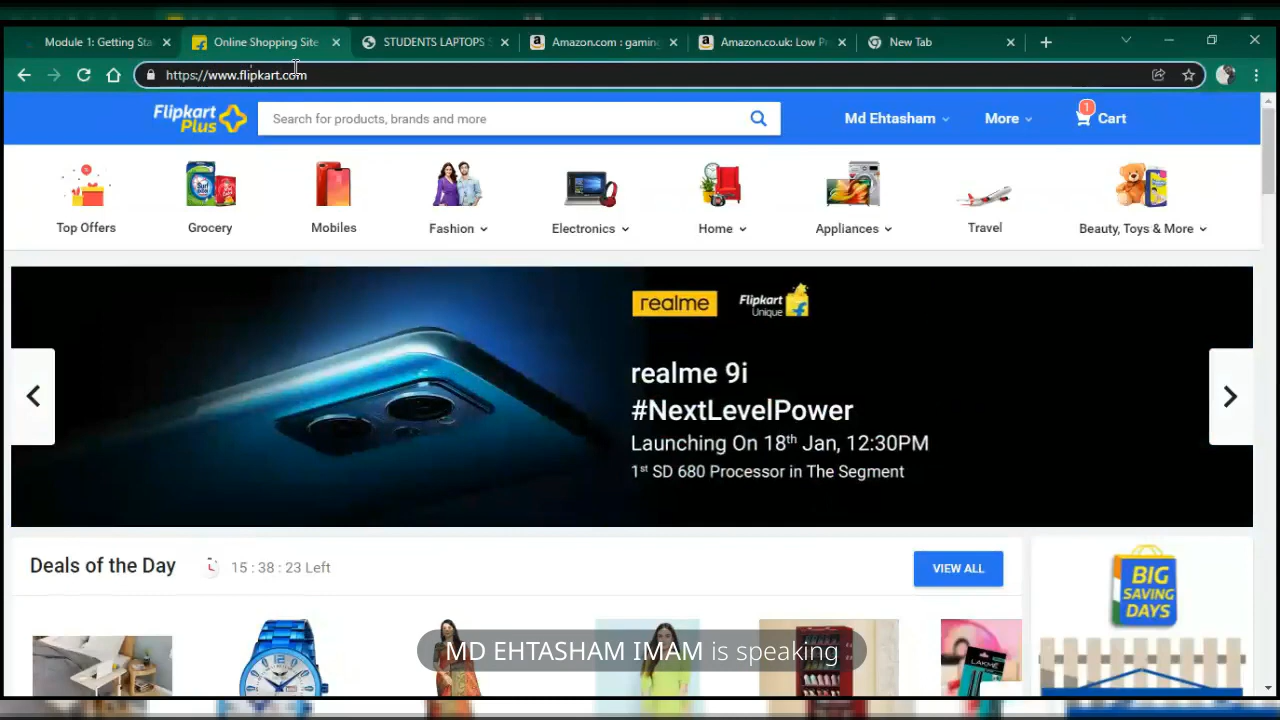 Module 1: Getting Sta
Online Shopping Site
STUDENTS LAPTOPS S
Amazon.com : gaming
Amazon.co.uk: Low Pr
New Tab
https://www.flipkart.com
Flipkart
Plus
Search for products, brands and more
Md Ehtasham
More
1
Cart
Top Offers
Grocery
Mobiles
Fashion
Electronics
Home
Appliances
Travel
Beauty, Toys & More
realme
Flipkart
Unique
realme 9i
#NextLevelPower
Launching On 18th Jan, 12:30PM
1st SD 680 Processor in The Segment
Deals of the Day
15 : 38 : 23 Left
VIEW ALL
BIG
SAVING
DAYS
LAKMÉ
MD EHTASHAM IMAM is speaking